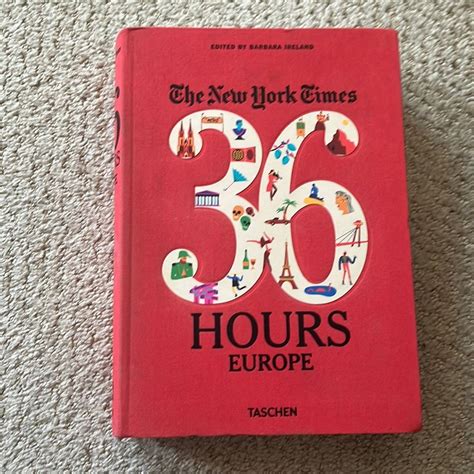 EDITED BY BARBARA IRELAND
The New York Times
36
HOURS
EUROPE
TASCHEN